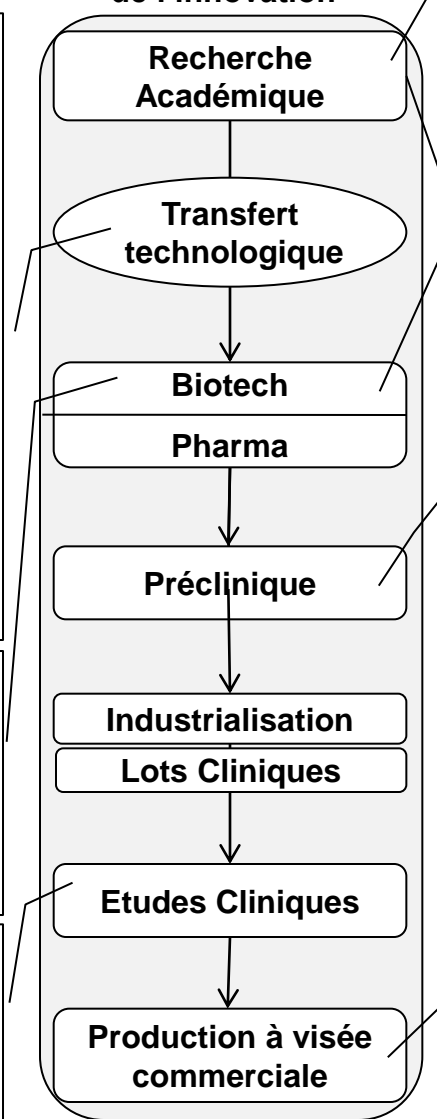 de l'innovation
Recherche
Académique
Transfert
technologique
Biotech
Pharma
Préclinique
Industrialisation
Lots Cliniques
Etudes Cliniques
Production à visée
commerciale